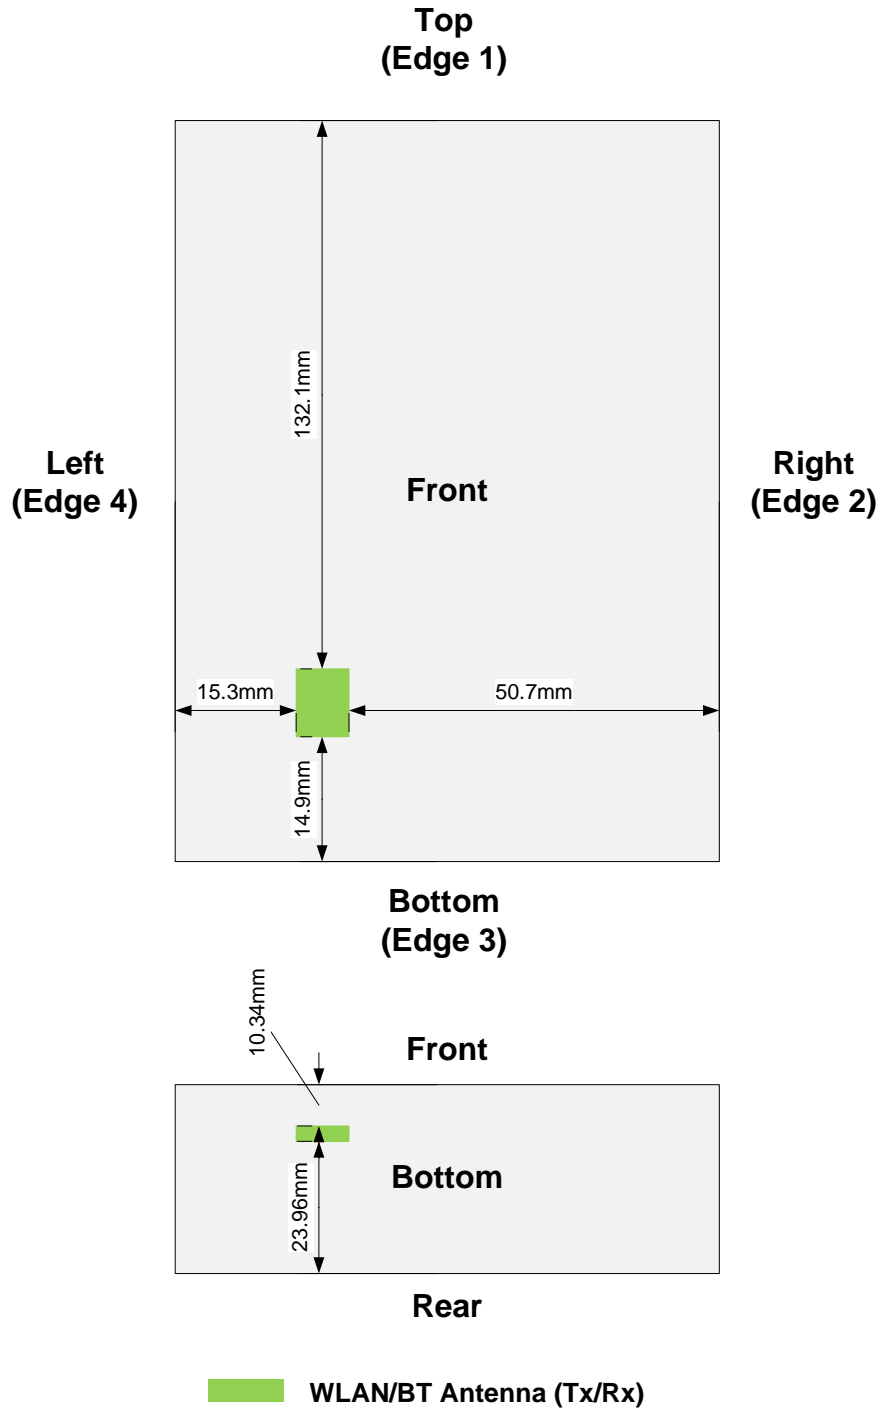 Top
(Edge 1)
132.1mm
Left
(Edge 4)
Front
Right
(Edge 2)
15.3mm
50.7mm
14.9mm
Bottom
(Edge 3)
10.34mm
Front
Bottom
23.96mm
Rear
WLAN/BT Antenna (Tx/Rx)